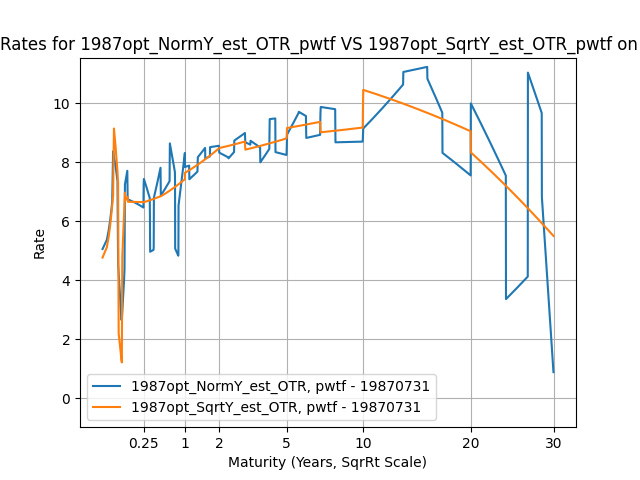 Rates for 1987opt_NormY_est_OTR_pwtf VS 1987opt_SqrtY_est_OTR_pwtf on
10
8
6
4
2
0
Rate
1987opt_NormY_est_OTR, pwtf - 19870731
1987opt_SqrtY_est_OTR, pwtf - 19870731
0.25 1 2 5 10 20 30
Maturity (Years, SqrRt Scale)